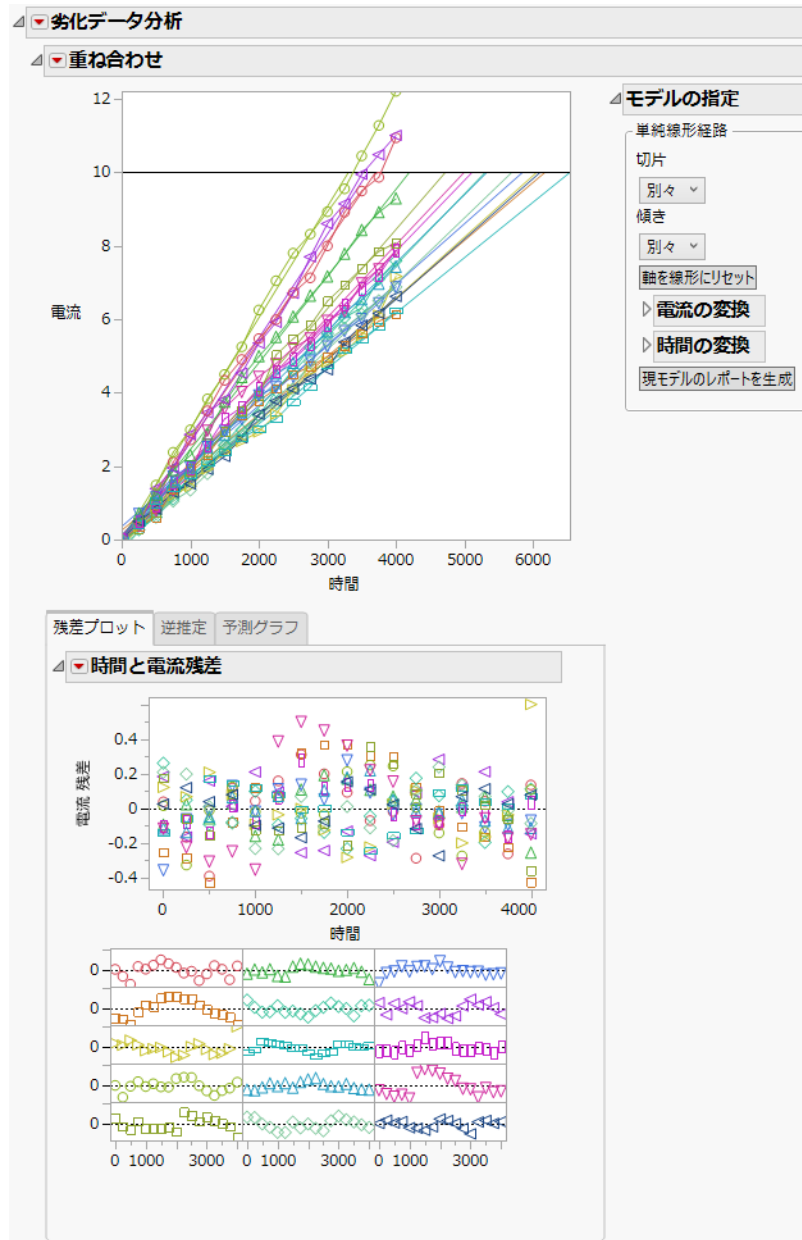 劣化データ分析
重ね合わせ
12
10
8
6
4
2
0
電流
0 1000 2000 3000 4000 5000 6000
時間
モデルの指定
単純線形経路
切片
別々
傾き
別々
軸を線形にリセット
電流の変換
時間の変換
現モデルのレポートを生成
残差プロット 逆推定 予測グラフ
時間と電流残差
0.4
0.2
0
-0.2
-0.4
電流 残差
0 1000 2000 3000 4000
時間
0
0
0
0
0
0 1000 3000 0 1000 3000 0 1000 3000